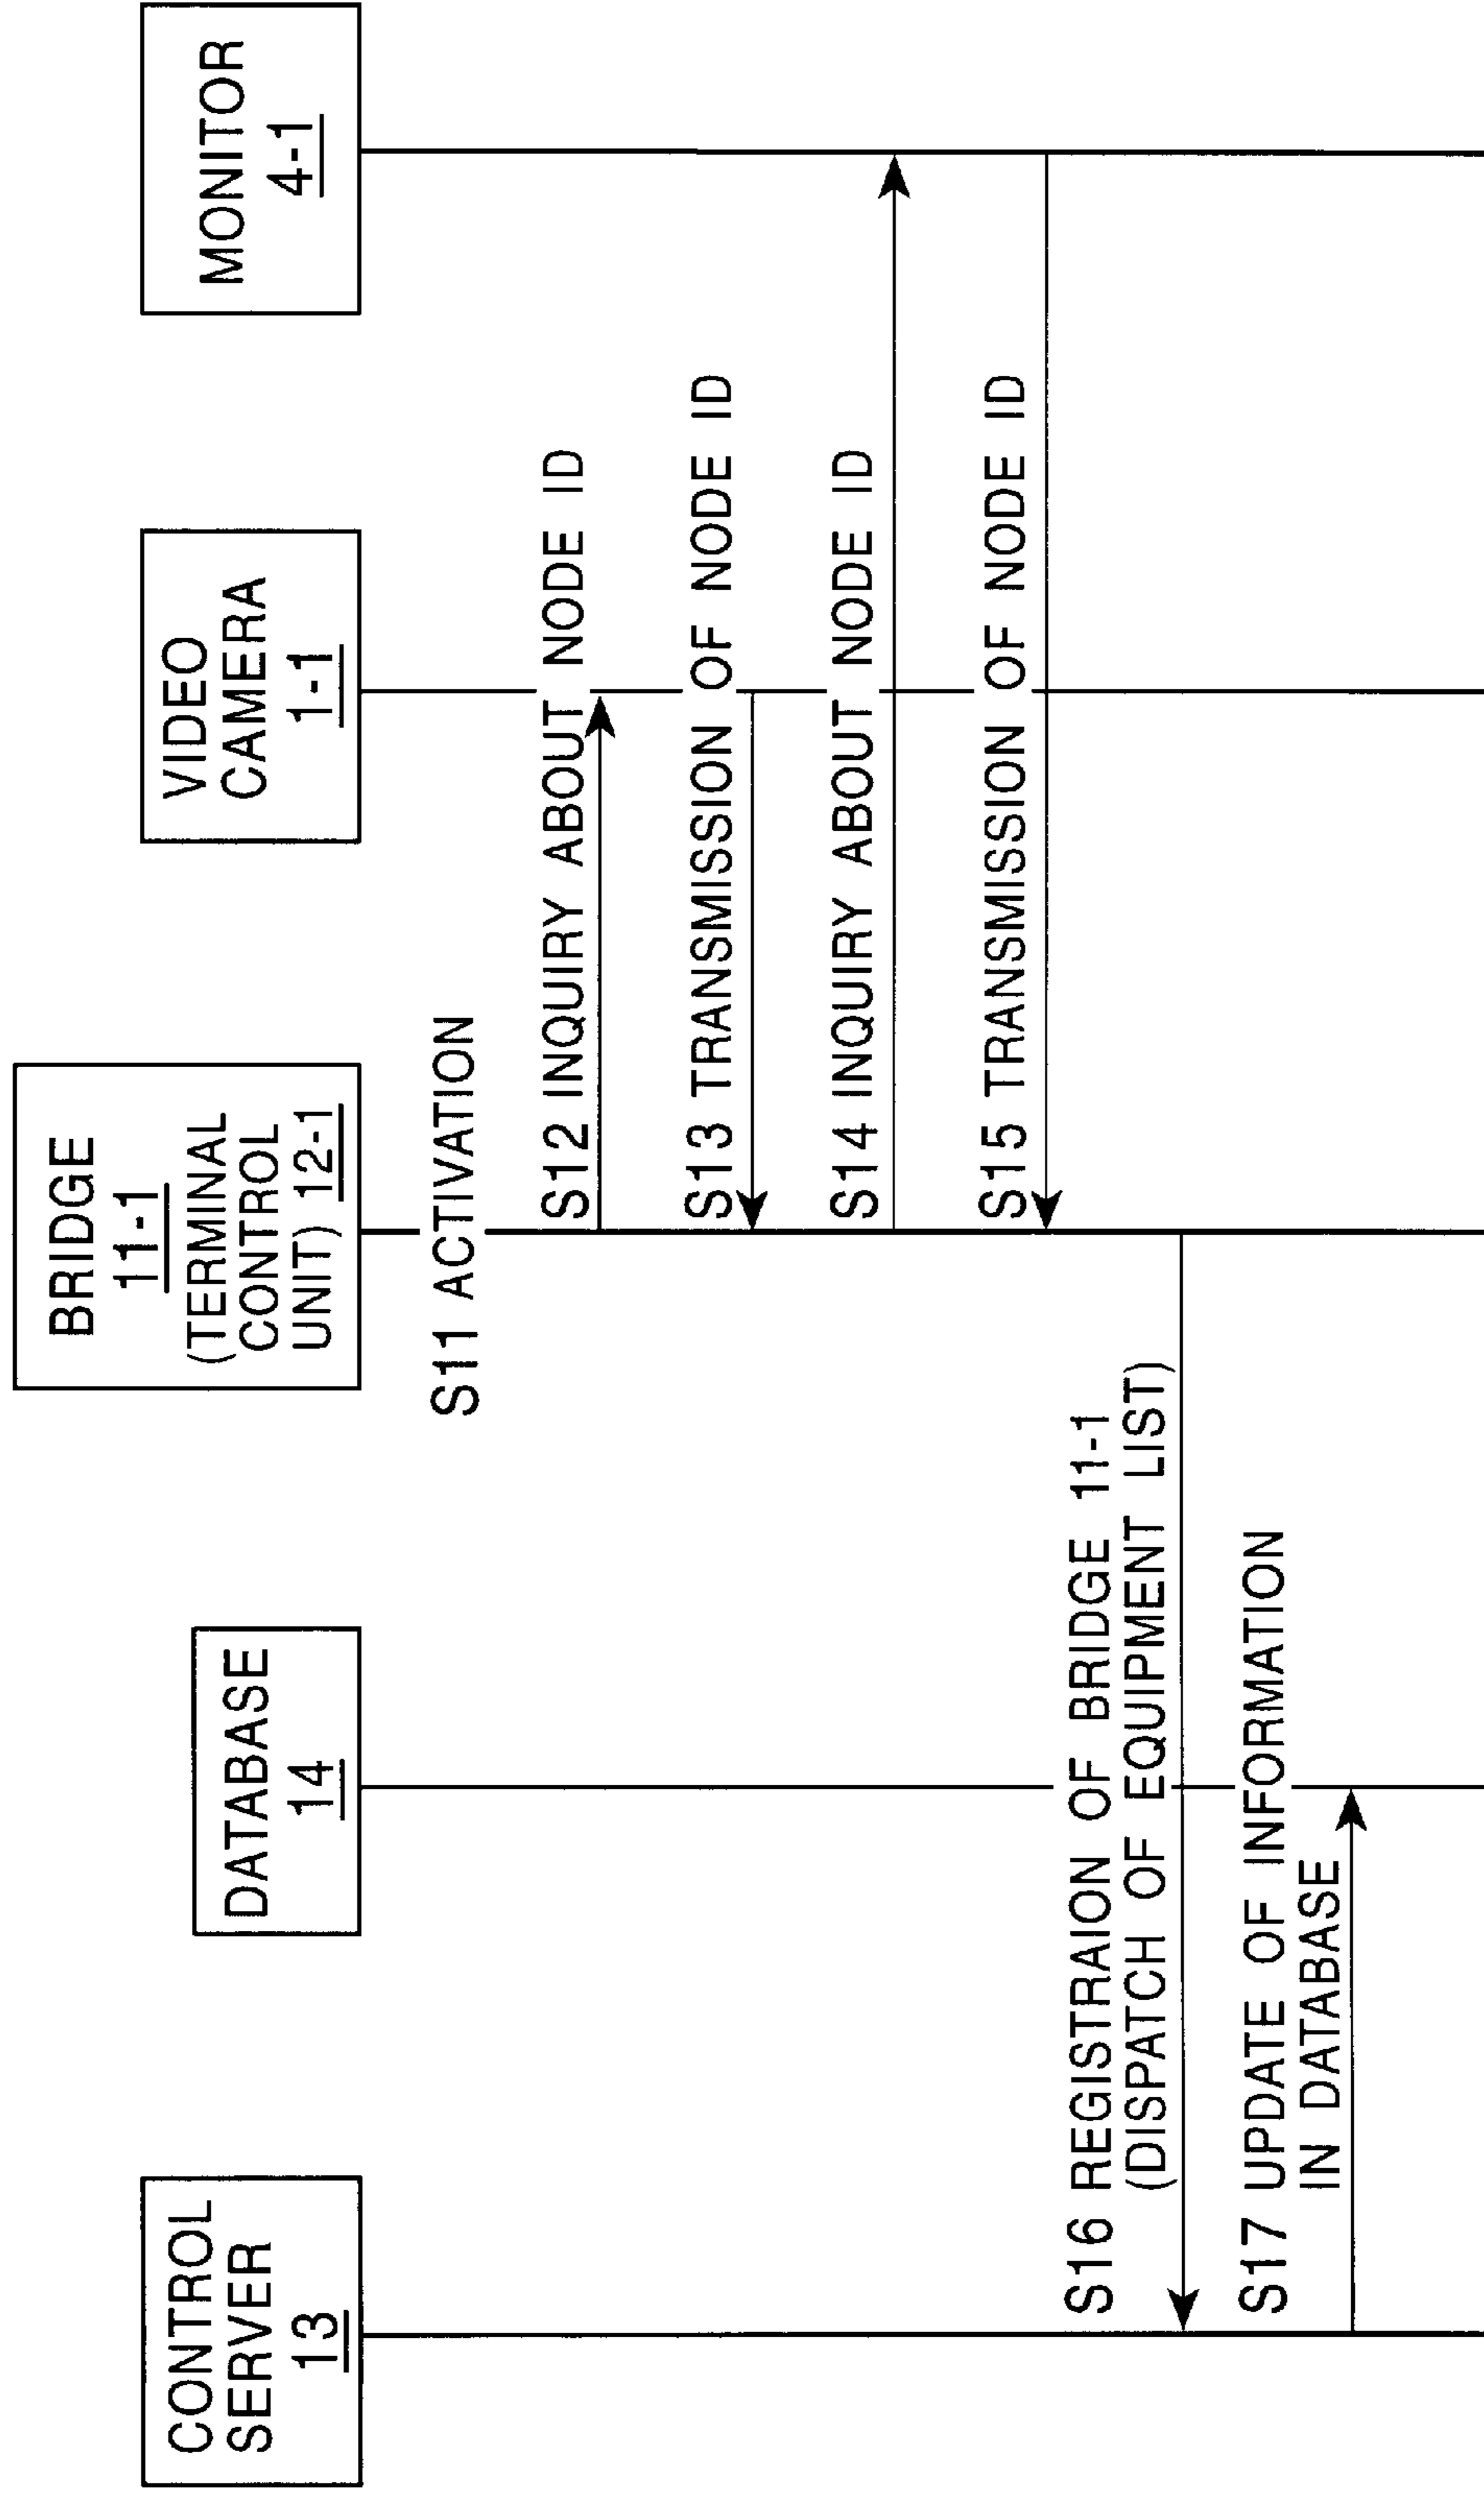 CONTROL
SERVER
13
DATABASE
14
BRIDGE
11-1
(TERMINAL
CONTROL
UNIT) 12-1
VIDEO
CAMERA
1-1
MONITOR
4-1
S11 ACTIVATION
S12 INQUIRY ABOUT NODE ID
S13 TRANSMISSION OF NODE ID
S14 INQUIRY ABOUT NODE ID
S15 TRANSMISSION OF NODE ID
S16 REGISTRAION OF BRIDGE 11-1
(DISPATCH OF EQUIPMENT LIST)
S17 UPDATE OF INFORMATION
IN DATABASE